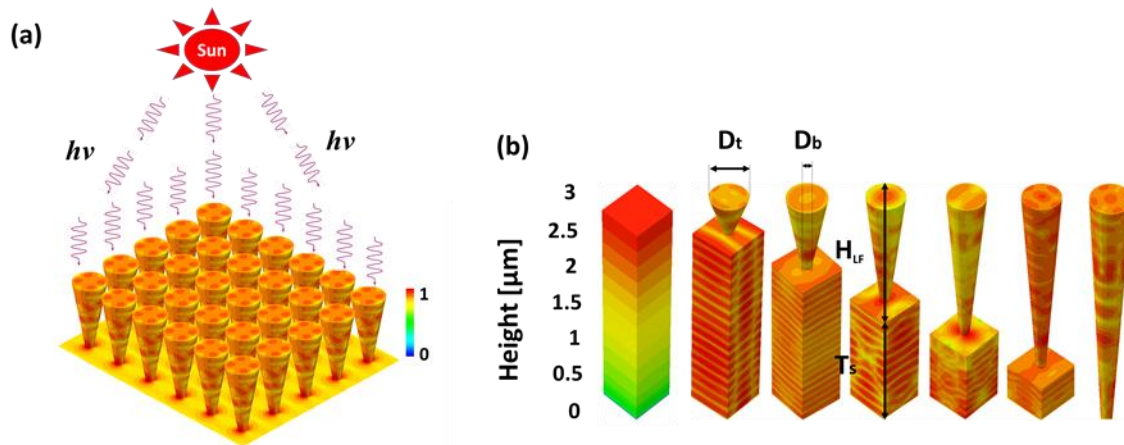 (a)
Sun
hν
hν
1
0
(b)
Dt
Db
Height [µm]
3
2.5
2
1.5
1
0.5
0
HLF
Ts